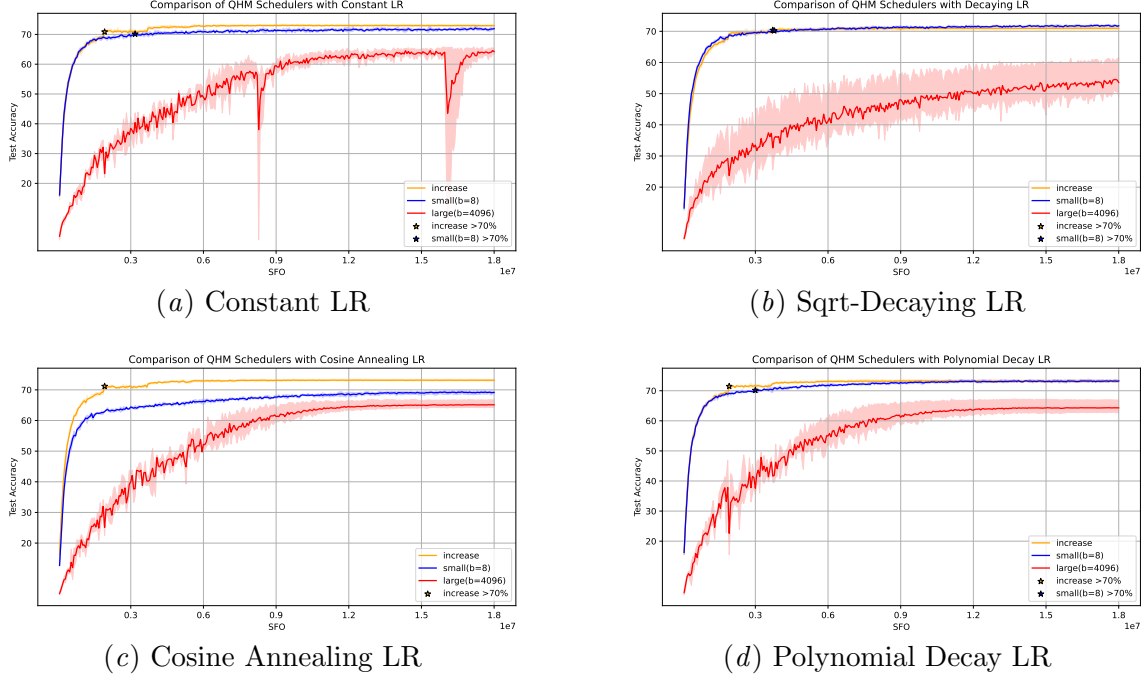 Comparison of QHM Schedulers with Constant LR
Test Accuracy
70
60
50
40
30
20
0.3
0.6
0.9
1.2
1.5
1.8
1e7
SFO
increase
small(b=8)
large(b=4096)
increase >70%
small(b=8) >70%
(a) Constant LR
Comparison of QHM Schedulers with Decaying LR
Test Accuracy
70
60
50
40
30
20
0.3
0.6
0.9
1.2
1.5
1.8
1e7
SFO
increase
small(b=8)
large(b=4096)
increase >70%
small(b=8) >70%
(b) Sqrt-Decaying LR
Comparison of QHM Schedulers with Cosine Annealing LR
Test Accuracy
70
60
50
40
30
20
0.3
0.6
0.9
1.2
1.5
1.8
1e7
SFO
increase
small(b=8)
large(b=4096)
increase >70%
(c) Cosine Annealing LR
Comparison of QHM Schedulers with Polynomial Decay LR
Test Accuracy
70
60
50
40
30
20
0.3
0.6
0.9
1.2
1.5
1.8
1e7
SFO
increase
small(b=8)
large(b=4096)
increase >70%
small(b=8) >70%
(d) Polynomial Decay LR